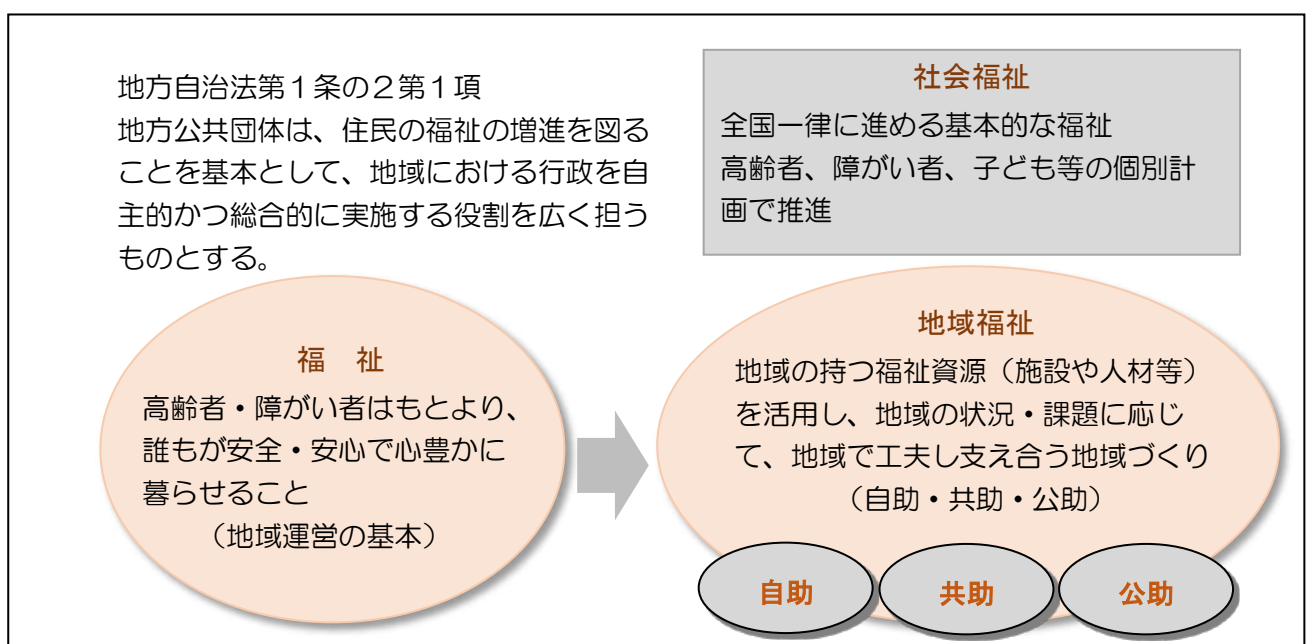 地方自治法第１条の２第１項
地方公共団体は、住民の福祉の増進を図る
ことを基本として、地域における行政を自
主的かつ総合的に実施する役割を広く担う
ものとする。
社会福祉
全国一律に進める基本的な福祉
高齢者、障がい者、子ども等の個別計
画で推進
福　祉
高齢者・障がい者はもとより、
誰もが安全・安心で心豊かに
暮らせること
（地域運営の基本）
地域福祉
地域の持つ福祉資源（施設や人材等）
を活用し、地域の状況・課題に応じ
て、地域で工夫し支え合う地域づくり
（自助・共助・公助）
自助
共助
公助